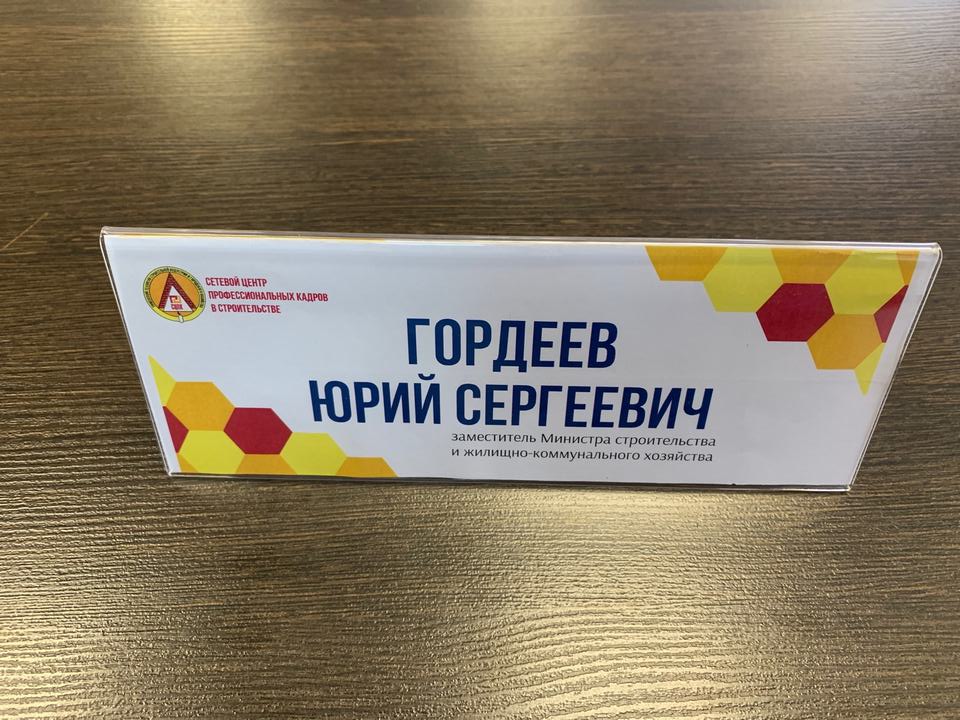 СЕТЕВОЙ ЦЕНТР
ПРОФЕССИОНАЛЬНЫХ КАДРОВ
В СТРОИТЕЛЬСТВЕ
ГОРДЕЕВ
ЮРИЙ СЕРГЕЕВИЧ
заместитель Министра строительства
и жилищно-коммунального хозяйства